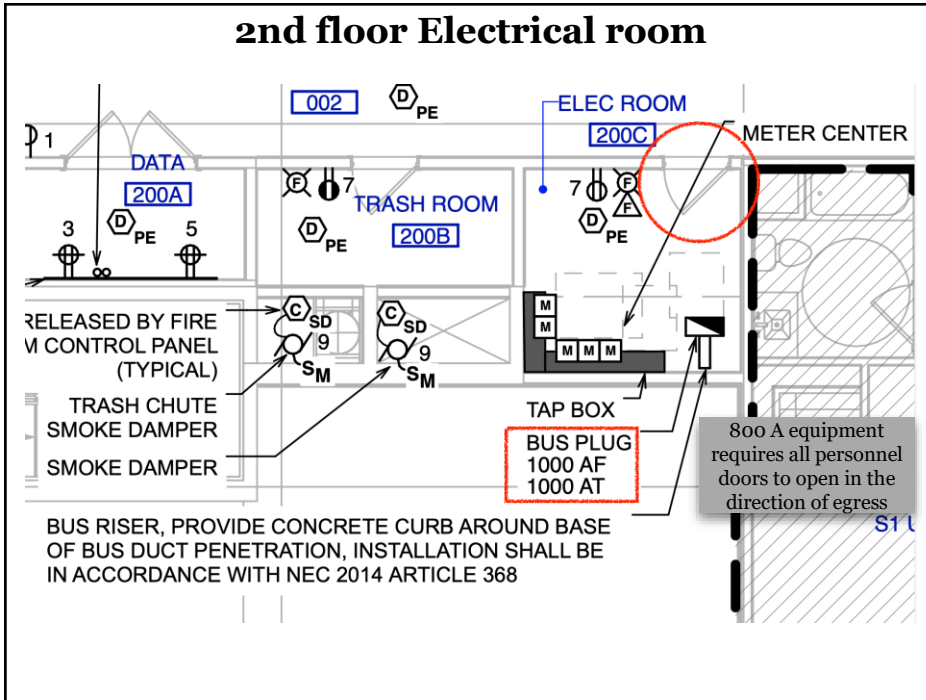 2nd floor Electrical room
002
D
PE
ELEC ROOM
200C
METER CENTER
1
DATA
200A
D
PE
3
5
F
7
TRASH ROOM
D
PE
200B
7
F
F
D
PE
RELEASED BY FIRE
M CONTROL PANEL
(TYPICAL)
C
SD
9
S M
C
SD
9
S M
M
M
M
M
M
TRASH CHUTE
SMOKE DAMPER
SMOKE DAMPER
TAP BOX
BUS PLUG
1000 AF
1000 AT
800 A equipment
requires all personnel
doors to open in the
direction of egress
S1
BUS RISER, PROVIDE CONCRETE CURB AROUND BASE
OF BUS DUCT PENETRATION, INSTALLATION SHALL BE
IN ACCORDANCE WITH NEC 2014 ARTICLE 368